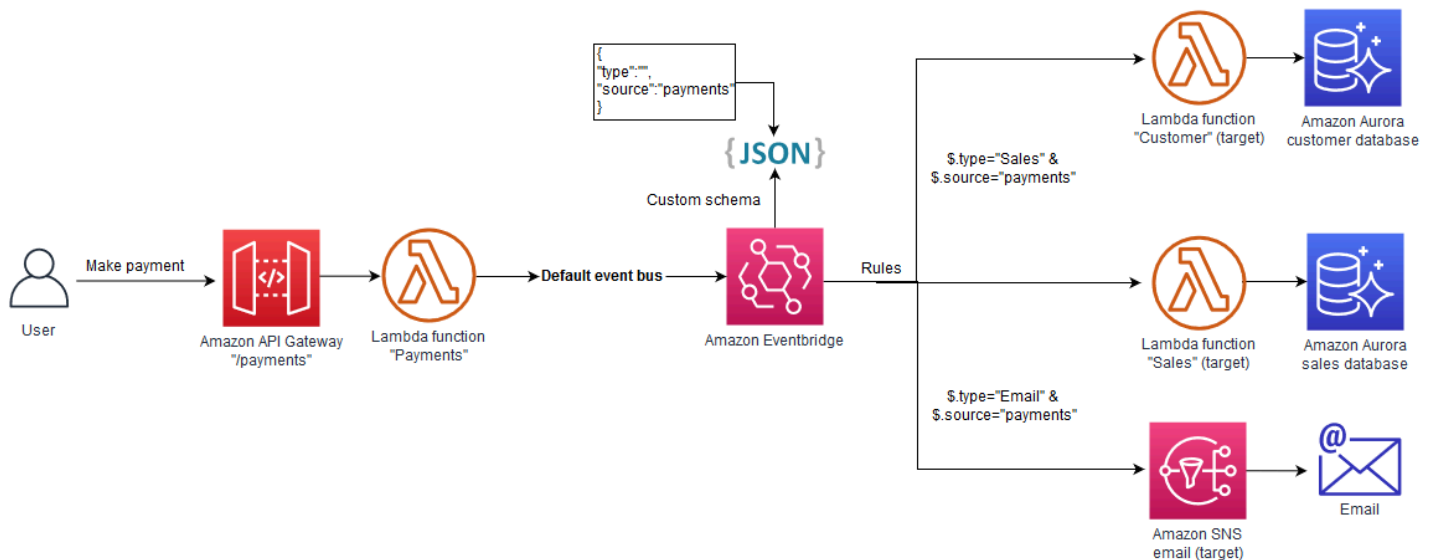 {
"type":"",
"source":"payments"
}
{JSON}
Custom schema
Make payment
User
Amazon API Gateway
"/payments"
Lambda function
"Payments"
Default event bus
Amazon Eventbridge
Rules
$.type="Sales" &
$.source="payments"
$.type="Email" &
$.source="payments"
Lambda function
"Customer" (target)
Amazon Aurora
customer database
Lambda function
"Sales" (target)
Amazon Aurora
sales database
Amazon SNS
email (target)
@
Email